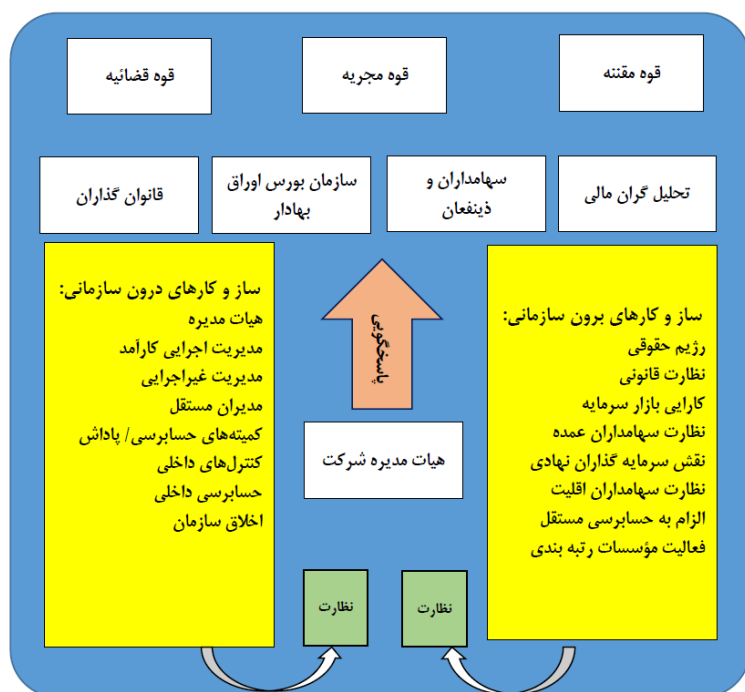 قوه مقننه
قوه مجریه
قوه قضائیه
تحلیل گران مالی
سهامداران و
ذینفعان
سازمان بورس اوراق
بهادار
قانوان گذاران
ساز و کارهای برون سازمانی:
رژیم حقوقی
نظارت قانونی
کارایی بازار سرمایه
نظارت سهامداران عمده
نقش سرمایه گذاران نهادی
نظارت سهامداران اقلیت
الزام به حسابرسی مستقل
فعالیت مؤسسات رتبه بندی
پاسخگویی
هیات مدیره شرکت
ساز و کارهای درون سازمانی:
هیات مدیره
مدیریت اجرایی کارآمد
مدیریت غیراجرایی
مدیران مستقل
کمیته‌های حسابرسی/ پاداش
کنترل‌های داخلی
حسابرسی داخلی
اخلاق سازمان
نظارت
نظارت